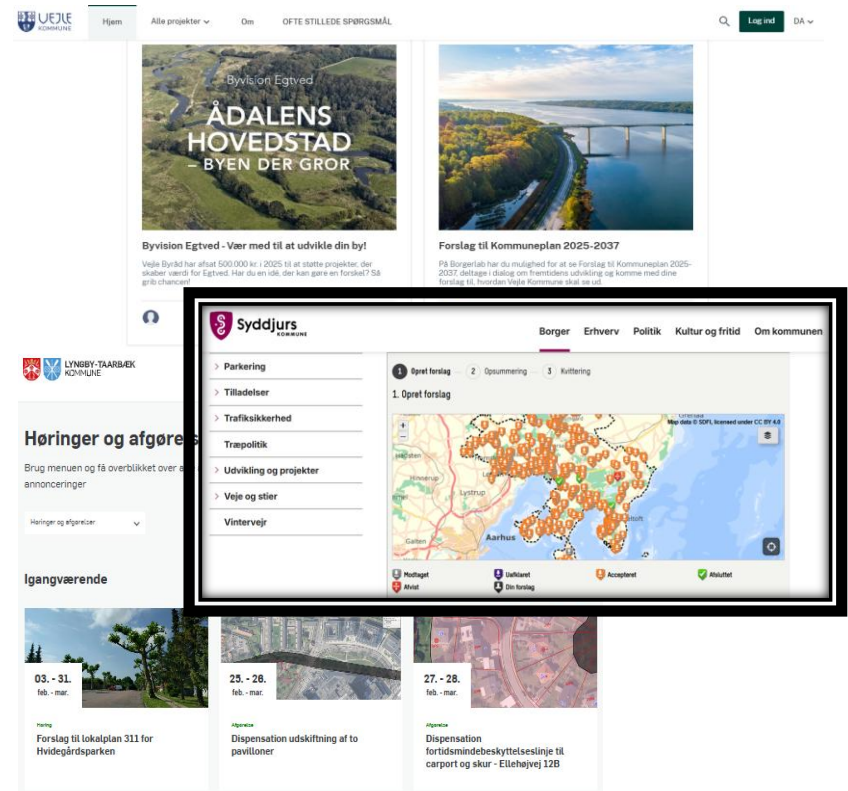 VEJLE
KOMMUNE
Hjem
Alle projekter
Om
OFTE STILLEDE SPØRGSMÅL
Log ind
DA
Byvision Egtved
ÅDALENS
HOVEDSTAD
– BYEN DER GROR
Byvision Egtved - Vær med til at udvikle din by!
Vejle Byråd har afsat 500.000 kr. i 2025 til at støtte projekter, der
skaber værdi for Egtved. Har du en idé, der kan gøre en forskel? Så
grib chancen!
Forslag til Kommuneplan 2025-2037
På Borgerlab har du mulighed for at se Forslag til Kommuneplan 2025-
2037, deltage i dialog om fremtidens udvikling og komme med dine
forslag til, hvordan Vejle Kommune skal se ud.
Syddjurs
KOMMUNE
Borger
Erhverv
Politik
Kultur og fritid
Om kommunen
Parkering
Tilladelser
Trafiksikkerhed
Træpolitik
Udvikling og projekter
Veje og stier
Vintervejr
1 Opret forslag
2 Opsummering
3 Kvittering
1. Opret forslag
Map data © SDFI, licensed under CC BY 4.0
+
−
Hadsten
Hinnerup
Lystrup
Galten
Aarhus
Modtaget
Uafklaret
Accepteret
Afsluttet
Afvist
Din forslag
LYNGBY-TAARBÆK
KOMMUNE
Høringer og afgøre
Brug menuen og få overblikket over
annonceringer
Høringer og afgørelser
Igangværende
03. - 31.
feb. - mar.
Høring
Forslag til lokalplan 311 for
Hvidegårdsparken
25. - 26.
feb. - mar.
Afgørelse
Dispensation udskiftning af to
pavilloner
27. - 28.
feb. - mar.
Afgørelse
Dispensation
fortidsmindebeskyttelseslinje til
carport og skur - Ellehøjvej 12B